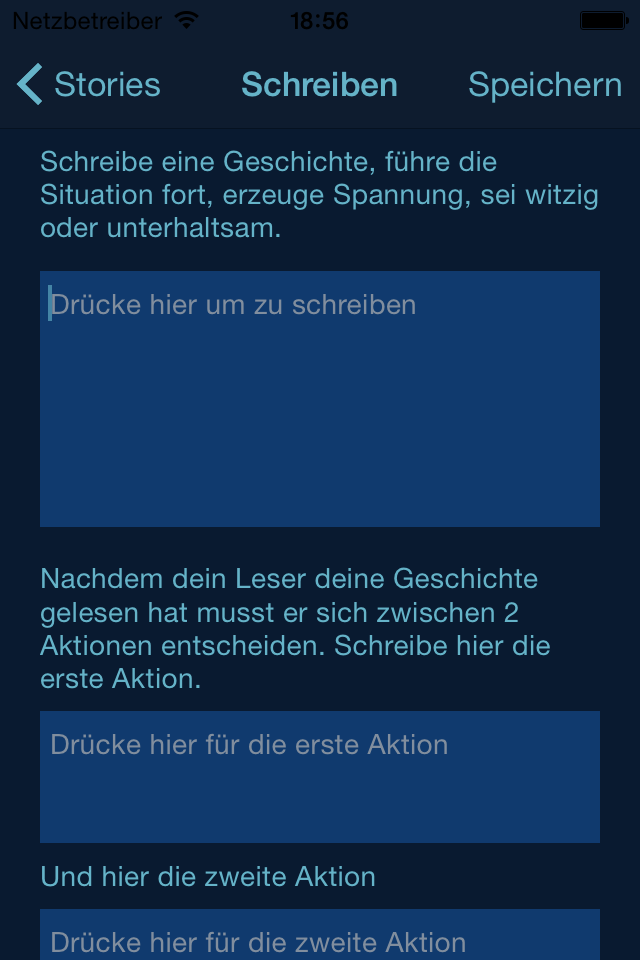 Netzbetreiber 18:56
Stories Schreiben Speichern
Schreibe eine Geschichte, führe die
Situation fort, erzeuge Spannung, sei witzig
oder unterhaltsam.
Drücke hier um zu schreiben
Nachdem dein Leser deine Geschichte
gelesen hat musst er sich zwischen 2
Aktionen entscheiden. Schreibe hier die
erste Aktion.
Drücke hier für die erste Aktion
Und hier die zweite Aktion
Drücke hier für die zweite Aktion